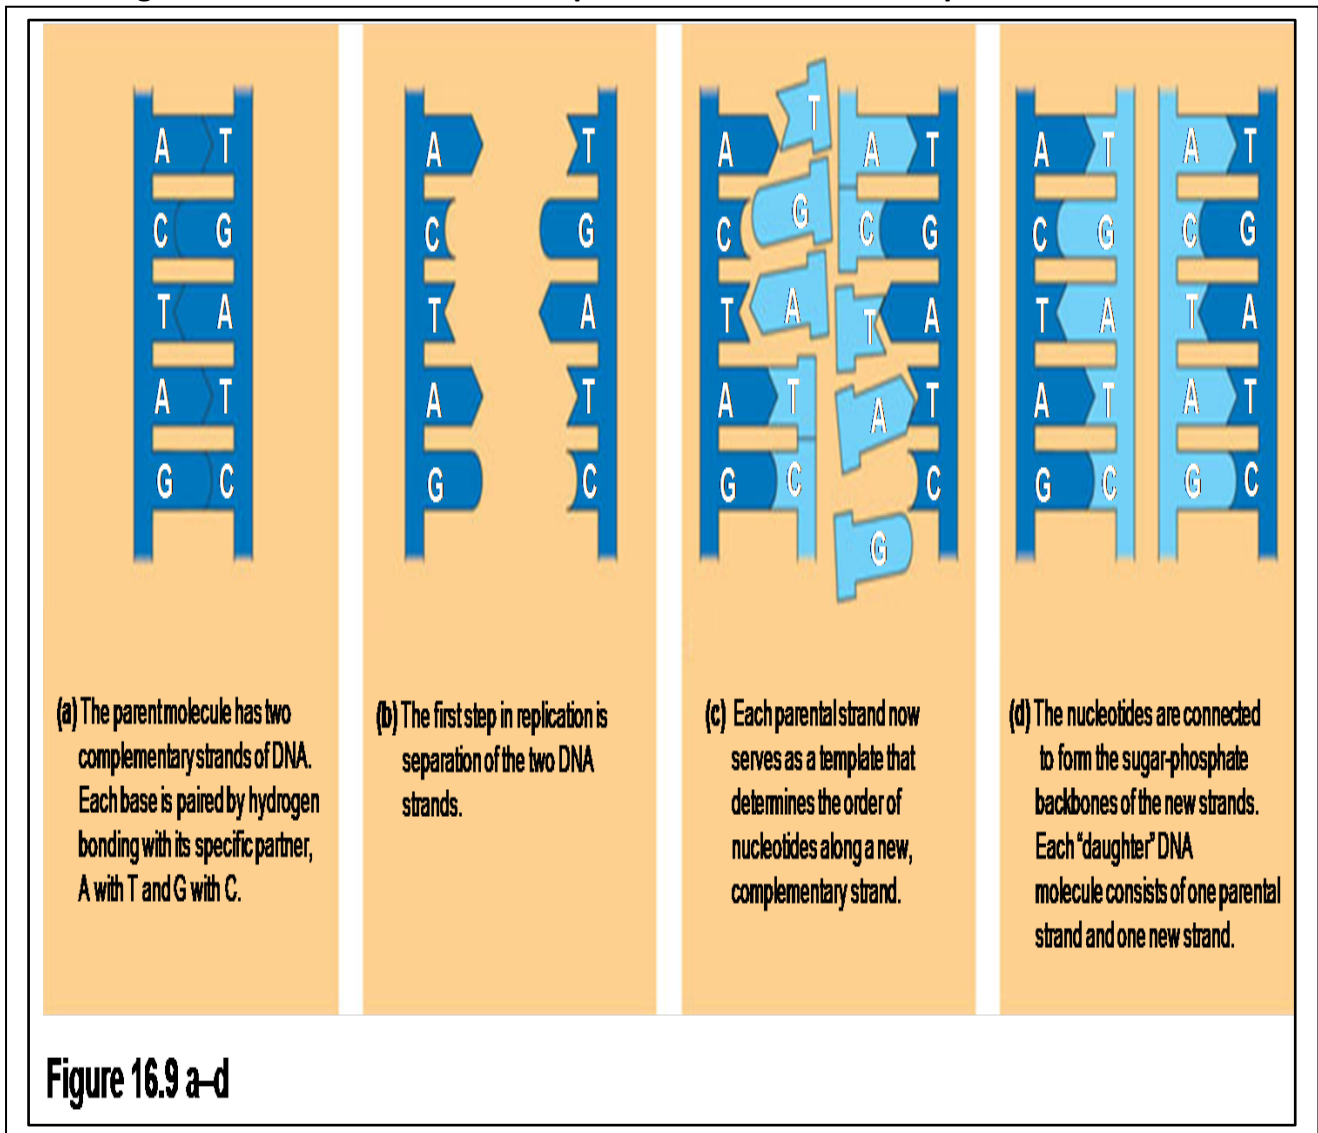 A T
C G
T A
A T
G C
(a) The parent molecule has two
complementary strands of DNA.
Each base is paired by hydrogen
bonding with its specific partner,
A with T and G with C.
A T
C G
T A
A T
G C
(b) The first step in replication is
separation of the two DNA
strands.
A T A T
C G C G
T A T A
A T A T
G C G C
(c) Each parental strand now
serves as a template that
determines the order of
nucleotides along a new,
complementary strand.
A T A T
C G C G
T A T A
A T A T
G C G C
(d) The nucleotides are connected
to form the sugar-phosphate
backbones of the new strands.
Each “daughter” DNA
molecule consists of one parental
strand and one new strand.
Figure 16.9 a–d